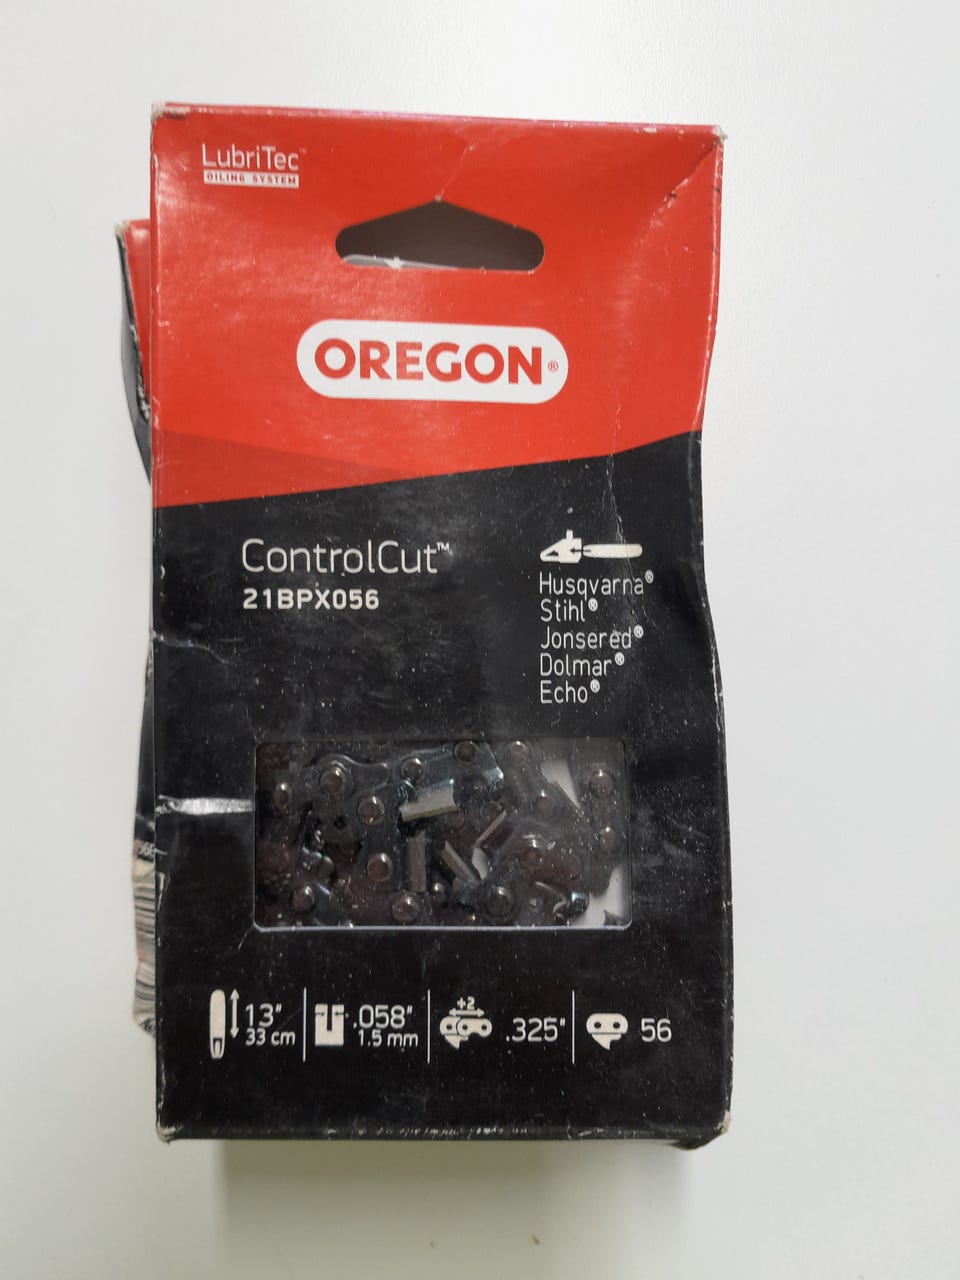 LubriTec™
OILING SYSTEM
OREGON®
ControlCut™
21BPX056
Husqvarna®
Stihl®
Jonsered®
Dolmar®
Echo®
13"
33 cm
.058"
1.5 mm
+2
.325"
56